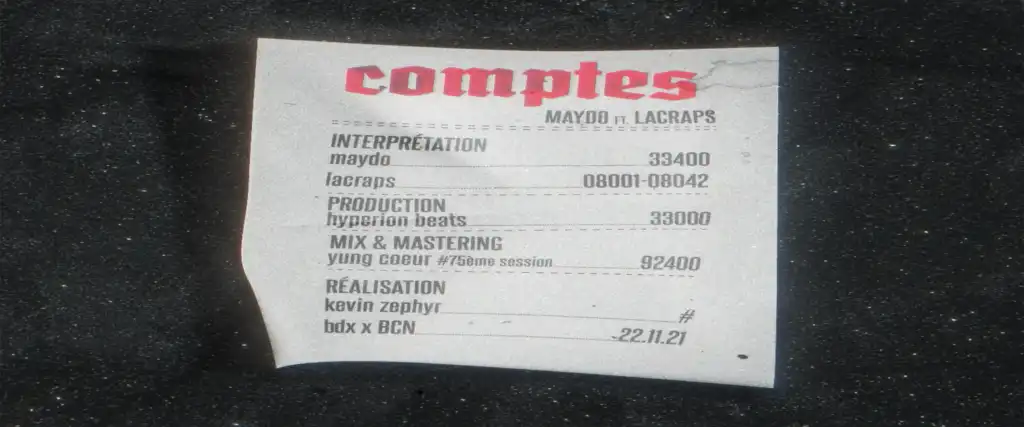 comptes
MAYDO FT. LACRAPS
INTERPRÉTATION
maydo 33400
lacraps 08001-08042
PRODUCTION
hyperion beats 33000
MIX & MASTERING
yung coeur #75ème session 92400
RÉALISATION
kevin zephyr #
bdx x BCN -22.11.21